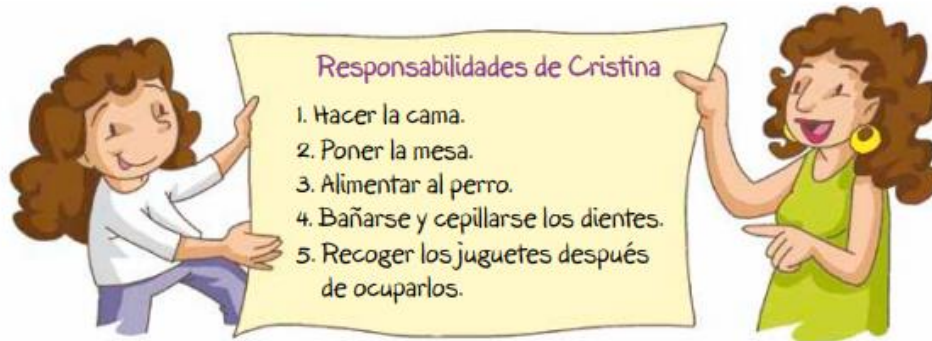 Responsabilidades de Cristina
1. Hacer la cama.
2. Poner la mesa.
3. Alimentar al perro.
4. Bañarse y cepillarse los dientes.
5. Recoger los juguetes después
de ocuparlos.